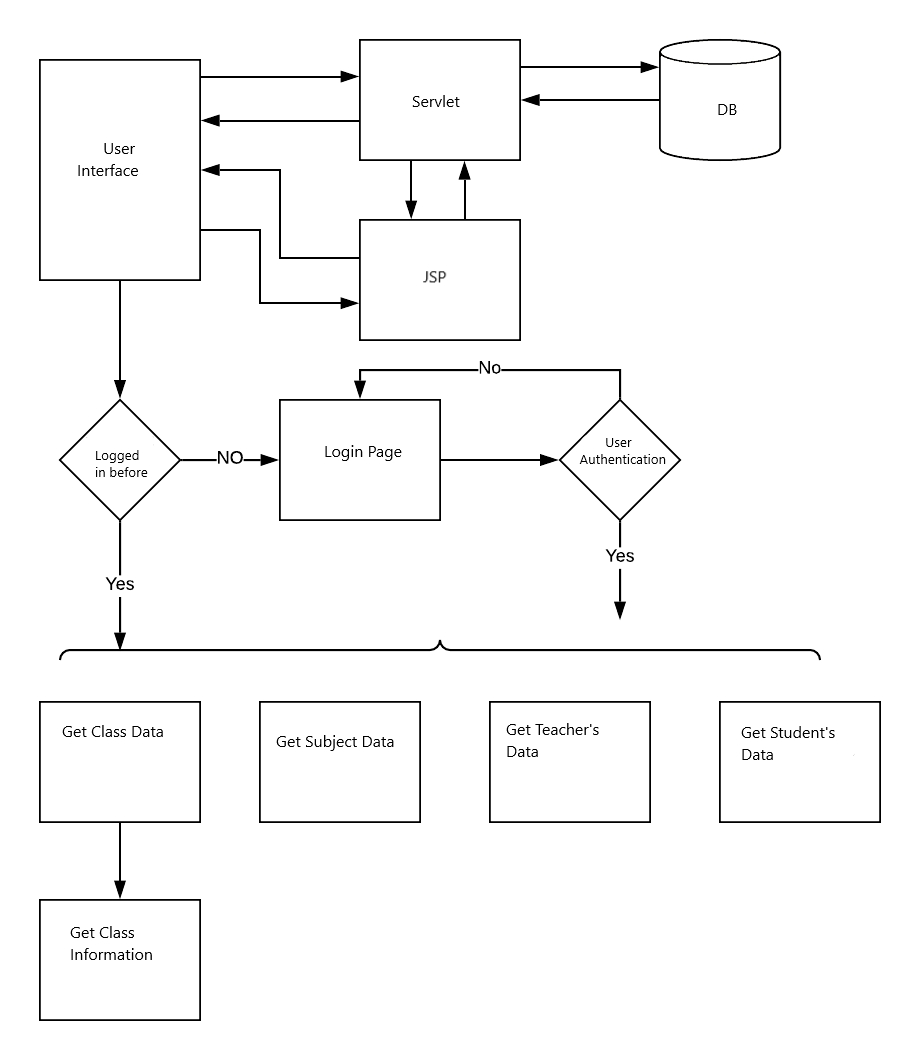 Servlet
DB
User
Interface
JSP
No
Logged
in before
NO
Login Page
User
Authentication
Yes
Yes
Get Class Data
Get Subject Data
Get Teacher's
Data
Get Student's
Data
Get Class
Information